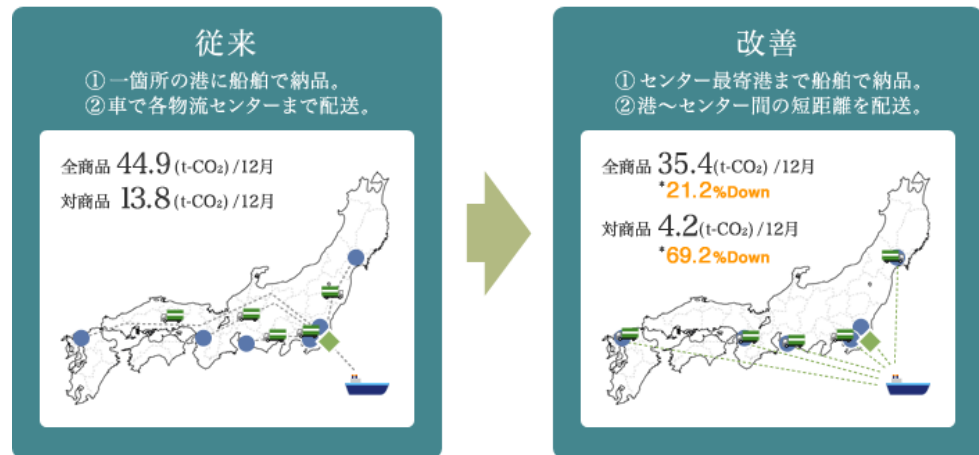 従来
① 一箇所の港に船舶で納品。
② 車で各物流センターまで配送。
全商品 44.9(t-CO₂)/12月
対商品 13.8(t-CO₂)/12月
改善
① センター最寄港まで船舶で納品。
② 港～センター間の短距離を配送。
全商品 35.4(t-CO₂)/12月
*21.2%Down
対商品 4.2(t-CO₂)/12月
*69.2%Down